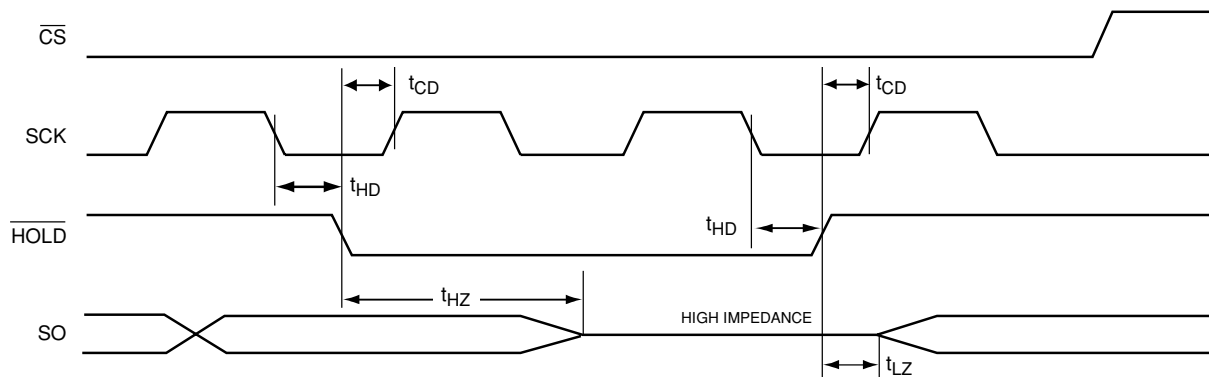 CS
tCD
tCD
SCK
tHD
HOLD
tHD
tHZ
HIGH IMPEDANCE
SO
tLZ